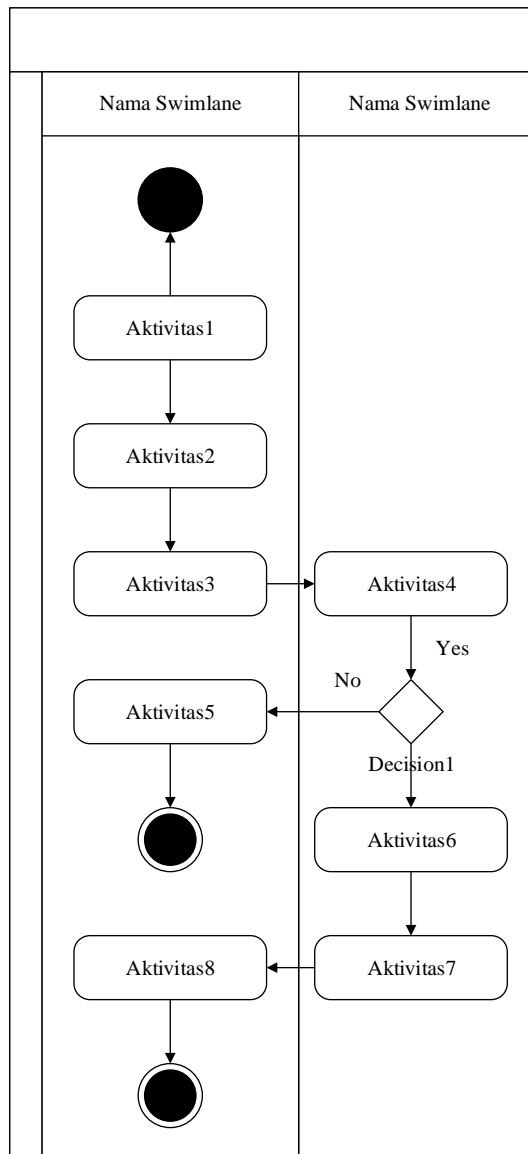 Nama Swimlane
Nama Swimlane
Aktivitas1
Aktivitas2
Aktivitas3
Aktivitas4
Yes
No
Aktivitas5
Decision1
Aktivitas6
Aktivitas8
Aktivitas7